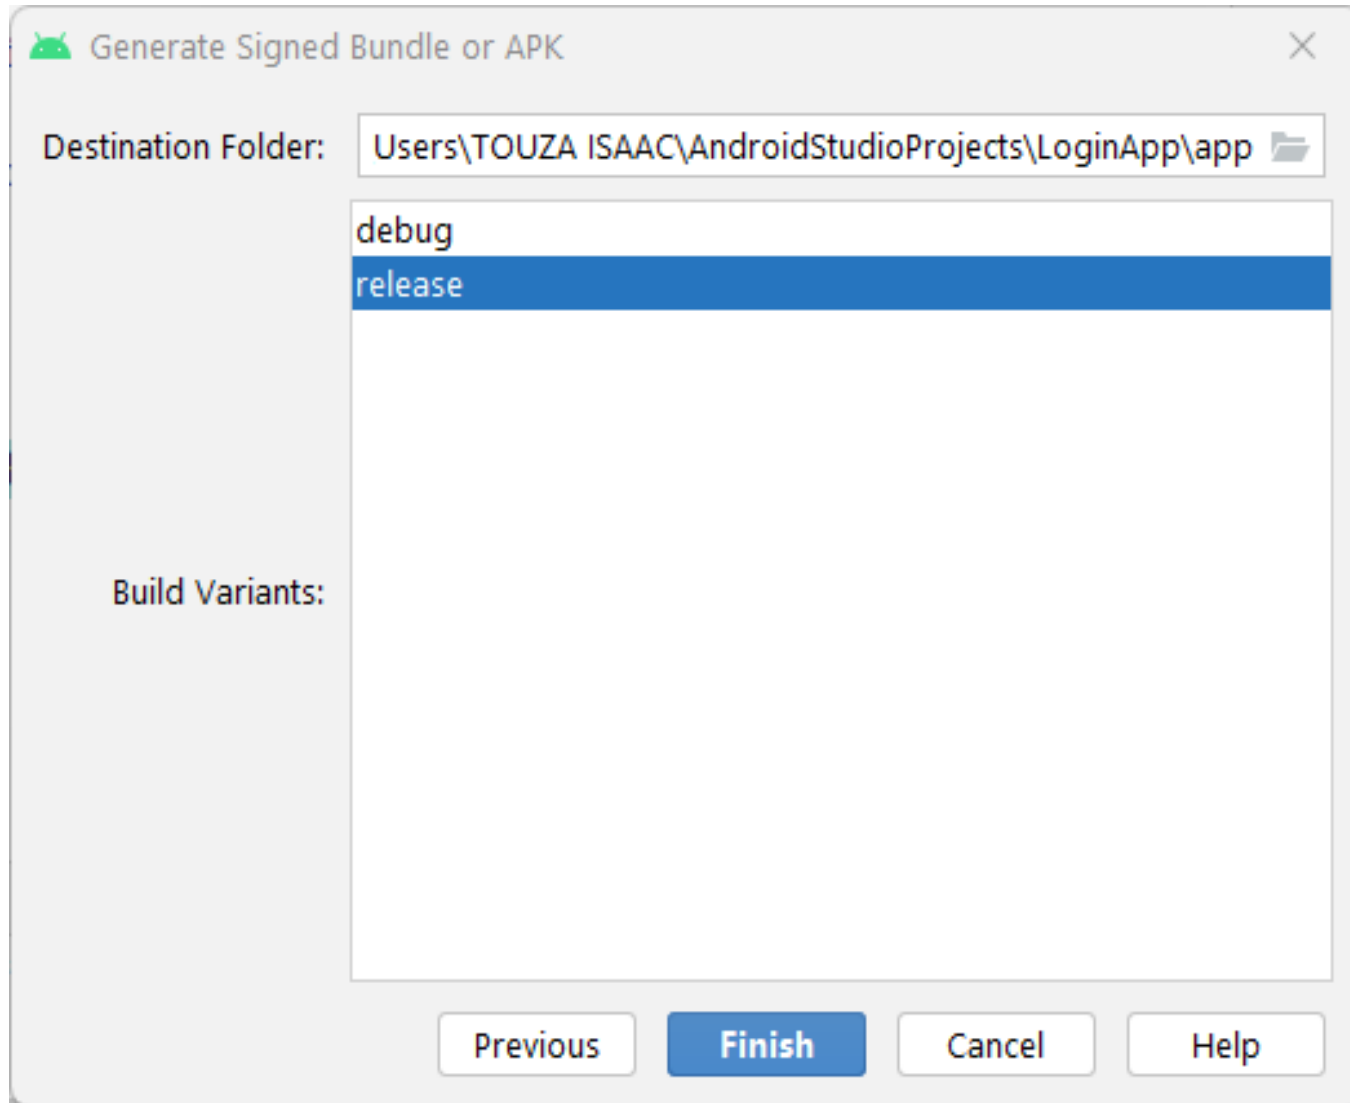 Generate Signed Bundle or APK
Destination Folder: Users\TOUZA ISAAC\AndroidStudioProjects\LoginApp\app
debug
release
Build Variants:
Previous Finish Cancel Help